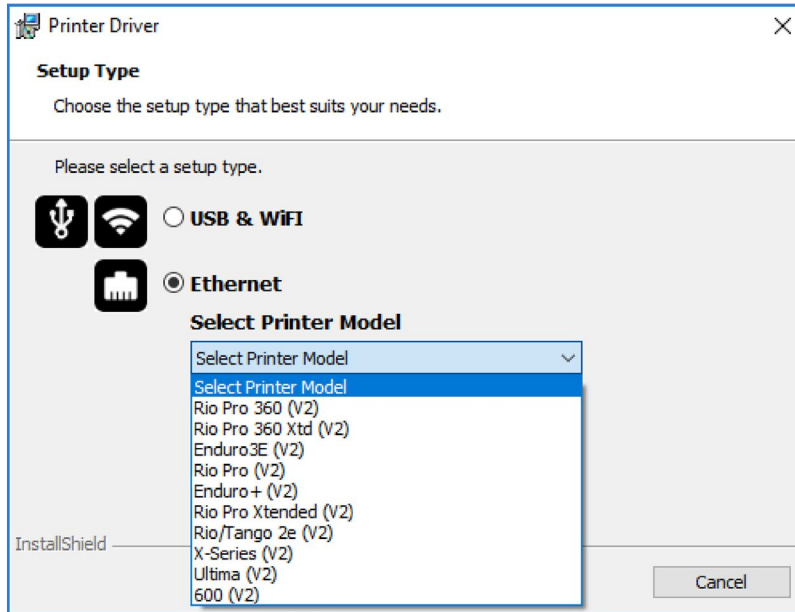 Printer Driver
Setup Type
Choose the setup type that best suits your needs.
Please select a setup type.
USB & WiFI
Ethernet
Select Printer Model
Select Printer Model
Select Printer Model
Rio Pro 360 (V2)
Rio Pro 360 Xtd (V2)
Enduro3E (V2)
Rio Pro (V2)
Enduro+ (V2)
Rio Pro Xtended (V2)
Rio/Tango 2e (V2)
X-Series (V2)
Ultima (V2)
600 (V2)
InstallShield
Cancel